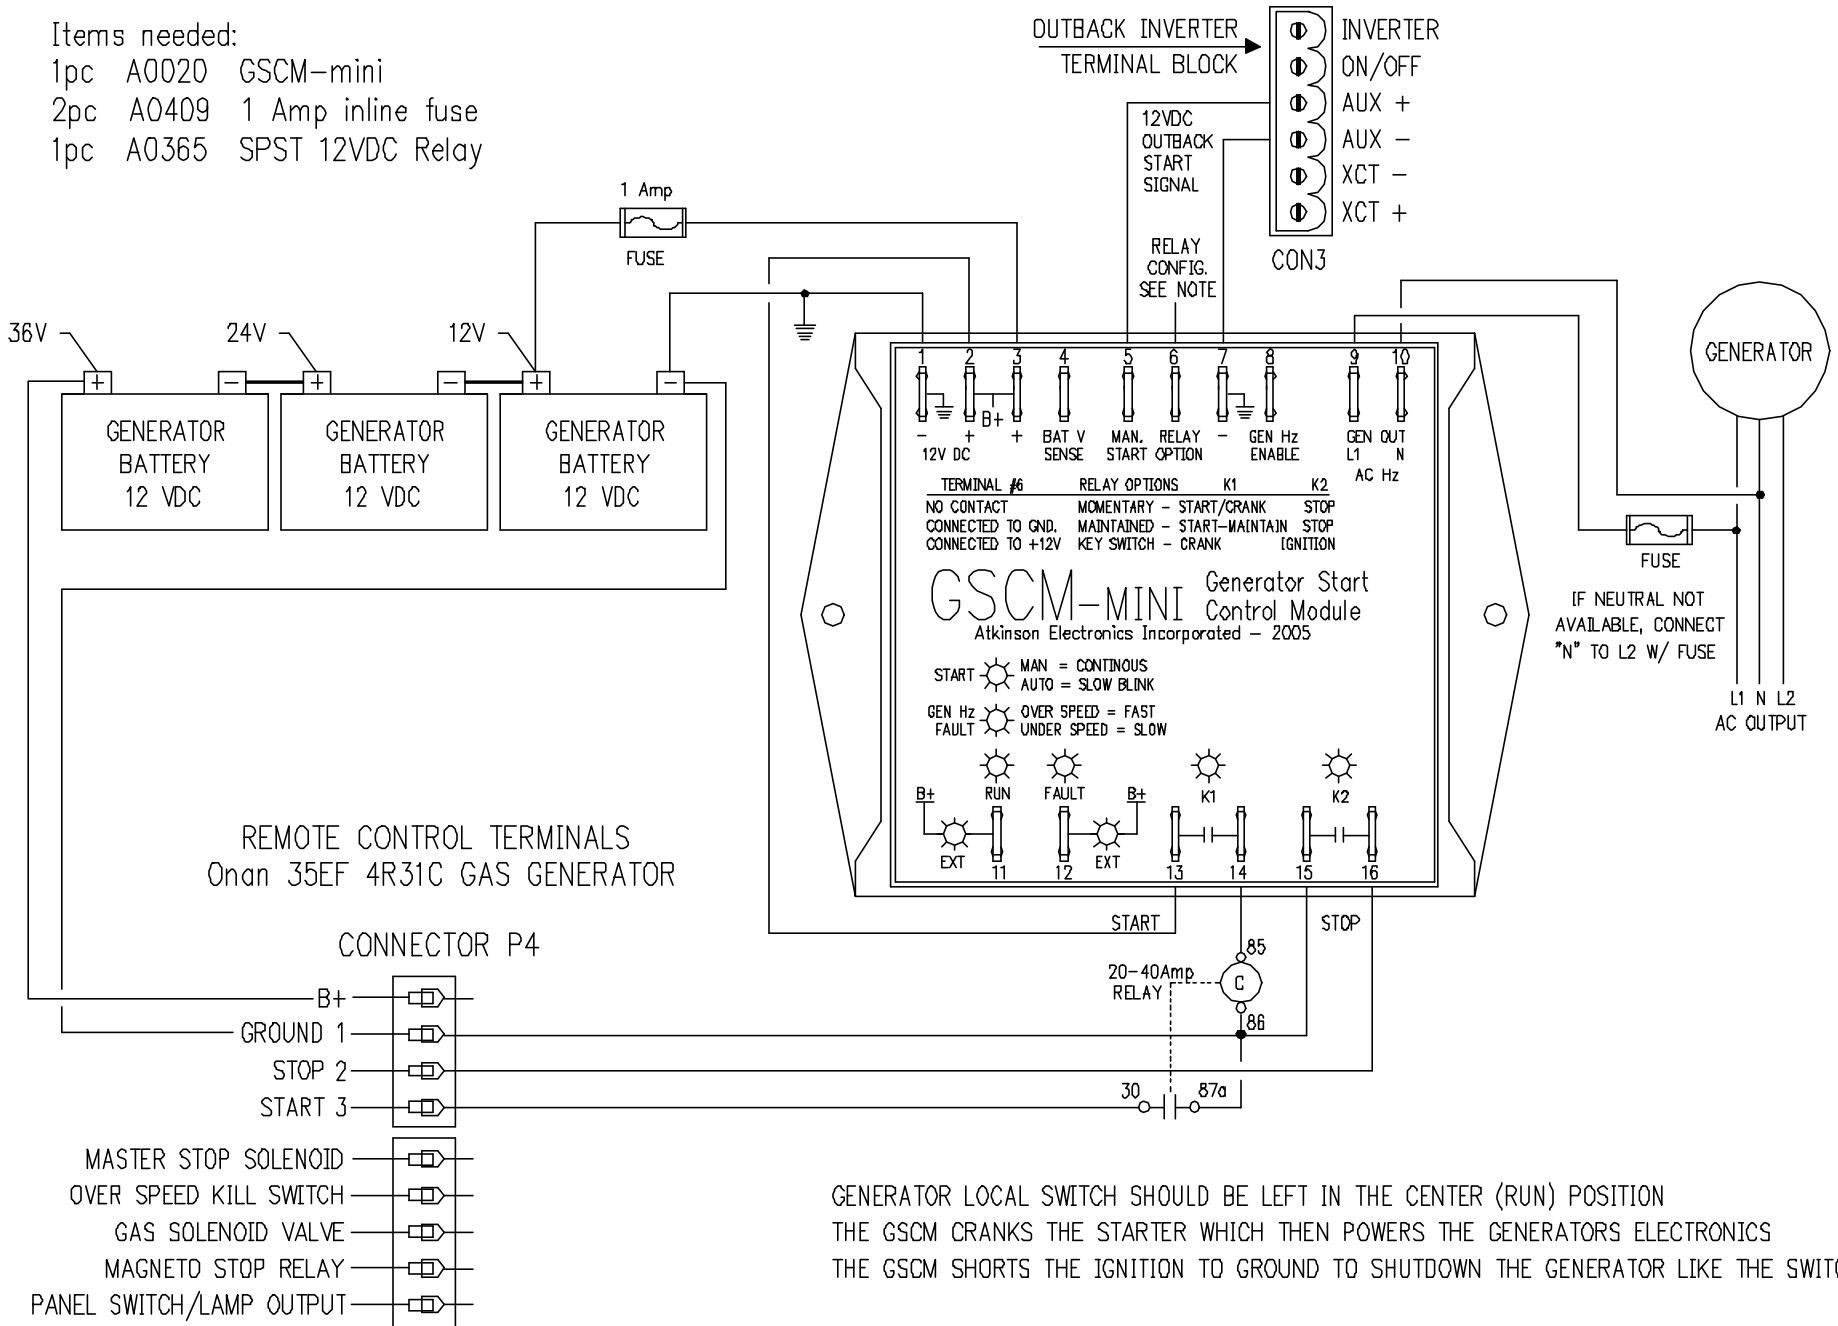 Items needed:
1pc A0020 GSCM-mini
2pc A0409 1 Amp inline fuse
1pc A0365 SPST 12VDC Relay
OUTBACK INVERTER
TERMINAL BLOCK
INVERTER
ON/OFF
AUX +
AUX -
XCT -
XCT +
CON3
12VDC
OUTBACK
START
SIGNAL
RELAY
CONFIG.
SEE NOTE
1 Amp
FUSE
36V
24V
12V
+
- +
- +
-
GENERATOR
BATTERY
12 VDC
GENERATOR
BATTERY
12 VDC
GENERATOR
BATTERY
12 VDC
GENERATOR
FUSE
IF NEUTRAL NOT
AVAILABLE, CONNECT
"N" TO L2 W/ FUSE
L1 N L2
AC OUTPUT
1 2 3 4 5 6 7 8 9 10
B+
- + + BAT V MAN. RELAY - GEN Hz GEN OUT
12V DC SENSE START OPTION ENABLE L1 N
AC Hz
TERMINAL #6 RELAY OPTIONS K1 K2
NO CONTACT MOMENTARY - START/CRANK STOP
CONNECTED TO GND. MAINTAINED - START-MAINTAIN STOP
CONNECTED TO +12V KEY SWITCH - CRANK IGNITION
GSCM-MINI Generator Start
Control Module
Atkinson Electronics Incorporated - 2005
START MAN = CONTINOUS
AUTO = SLOW BLINK
GEN Hz OVER SPEED = FAST
FAULT UNDER SPEED = SLOW
B+ RUN FAULT B+ K1 K2
EXT EXT
11 12 13 14 15 16
START STOP
REMOTE CONTROL TERMINALS
Onan 35EF 4R31C GAS GENERATOR
CONNECTOR P4
B+
GROUND 1
STOP 2
START 3
20-40Amp
RELAY
85
C
86
30 87a
MASTER STOP SOLENOID
OVER SPEED KILL SWITCH
GAS SOLENOID VALVE
MAGNETO STOP RELAY
PANEL SWITCH/LAMP OUTPUT
GENERATOR LOCAL SWITCH SHOULD BE LEFT IN THE CENTER (RUN) POSITION
THE GSCM CRANKS THE STARTER WHICH THEN POWERS THE GENERATORS ELECTRONICS
THE GSCM SHORTS THE IGNITION TO GROUND TO SHUTDOWN THE GENERATOR LIKE THE